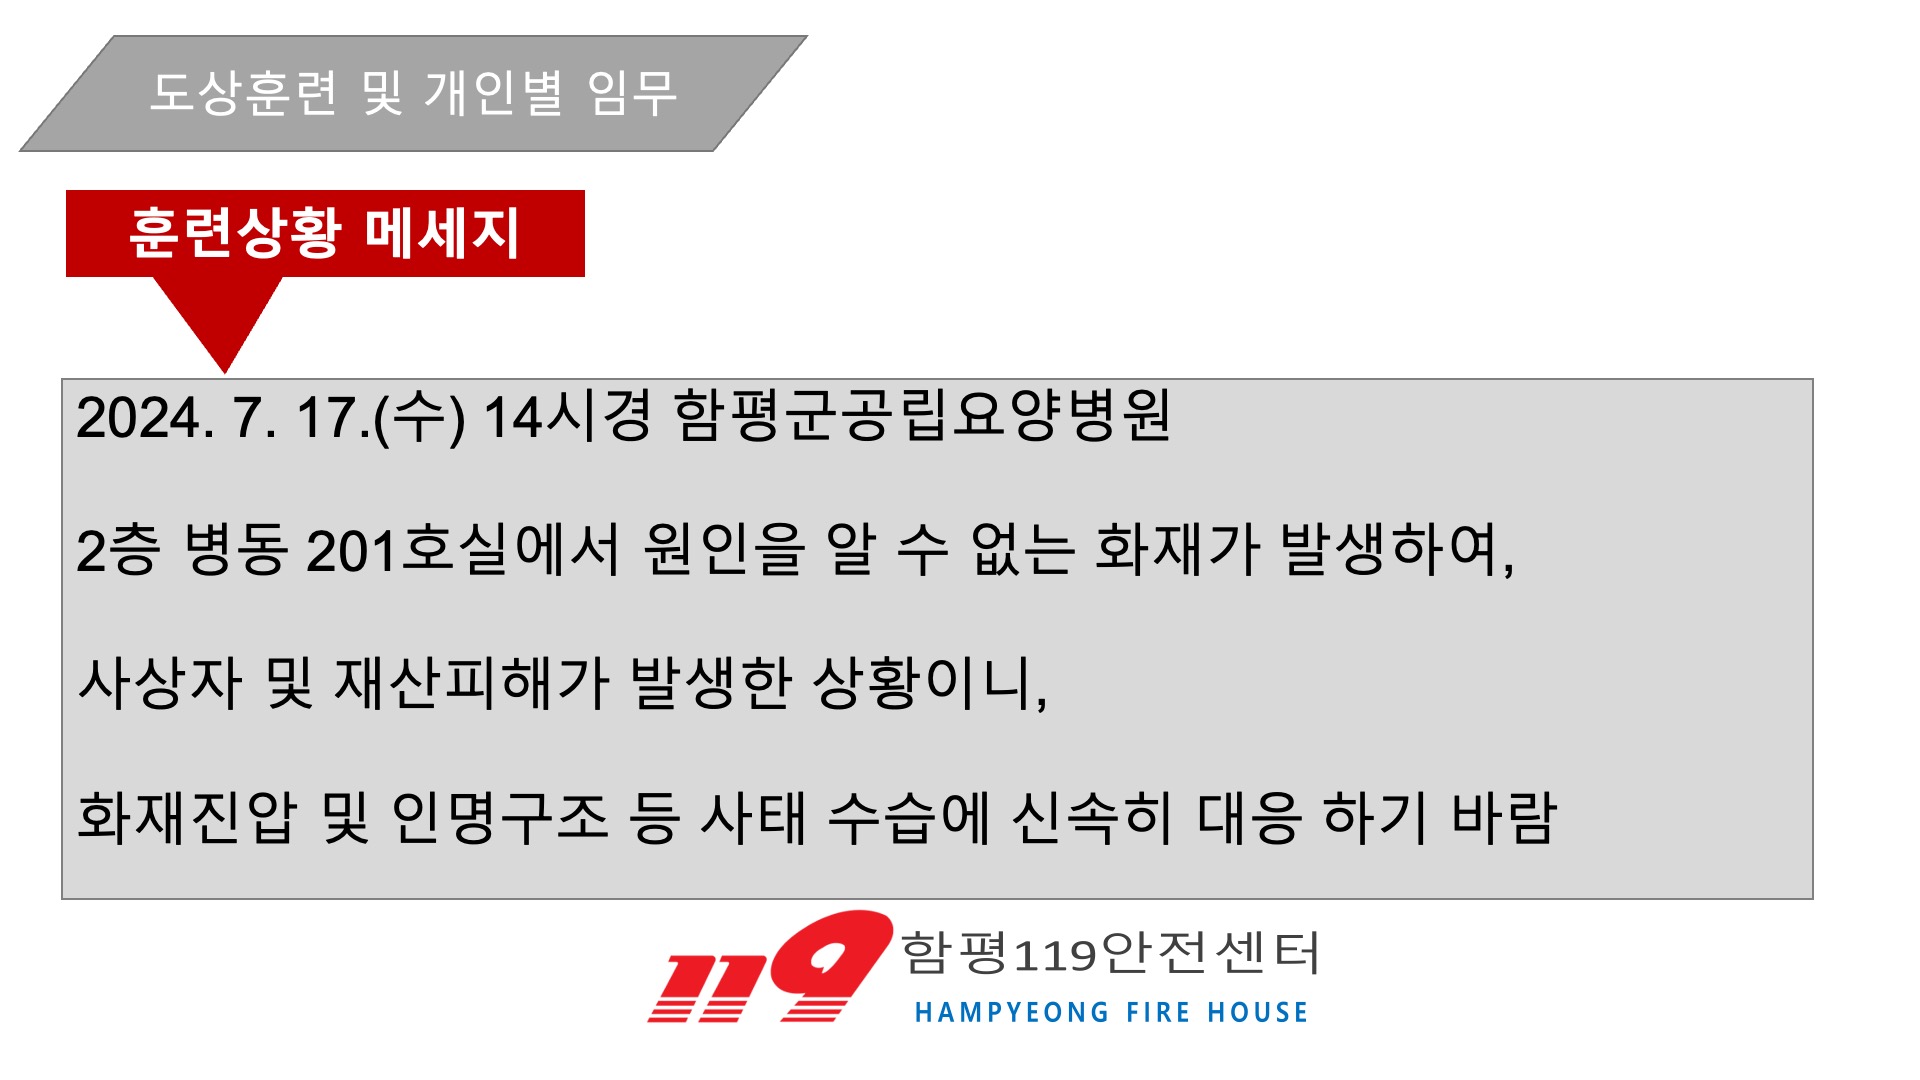 도상훈련 및 개인별 임무
훈련상황 메세지
2024. 7. 17.(수) 14시경 함평군공립요양병원
2층 병동 201호실에서 원인을 알 수 없는 화재가 발생하여,
사상자 및 재산피해가 발생한 상황이니,
화재진압 및 인명구조 등 사태 수습에 신속히 대응 하기 바람
119 함평119안전센터
HAMPYEONG FIRE HOUSE